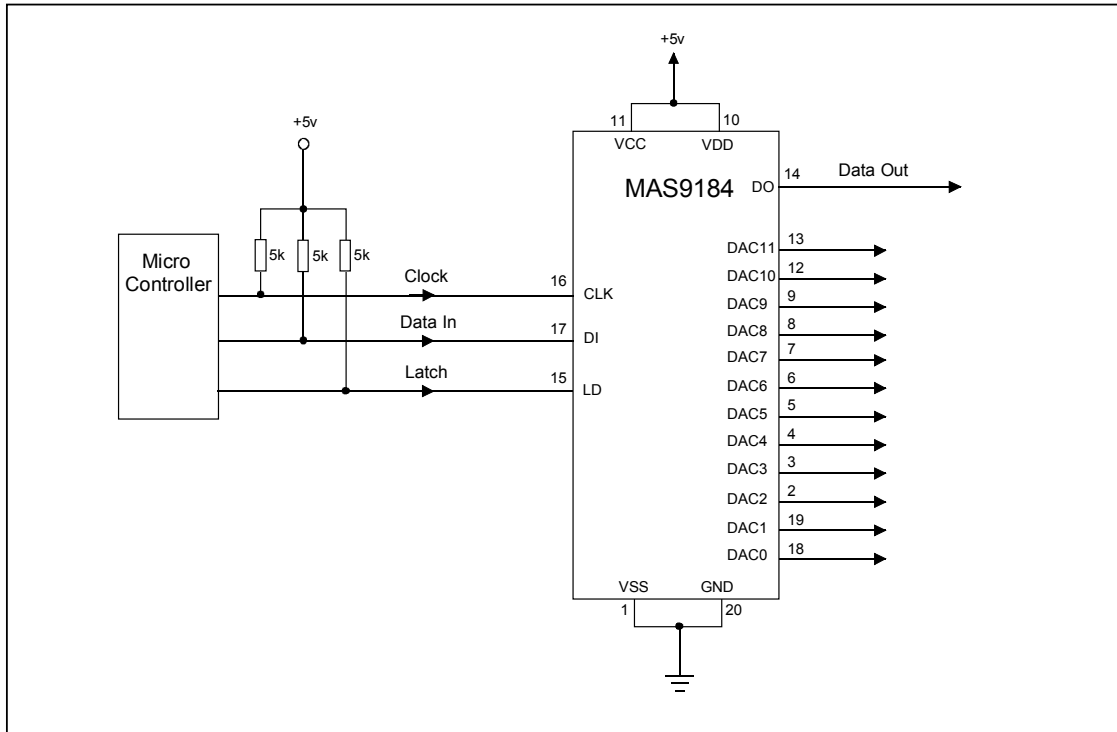 +5v
11
10
VCC
VDD
+5v
MAS9184
DO
14
Data Out
5k
5k
5k
Micro
Controller
Clock
16
CLK
Data In
17
DI
Latch
15
LD
DAC11
13
DAC10
12
DAC9
9
DAC8
8
DAC7
7
DAC6
6
DAC5
5
DAC4
4
DAC3
3
DAC2
2
DAC1
19
DAC0
18
VSS
GND
1
20